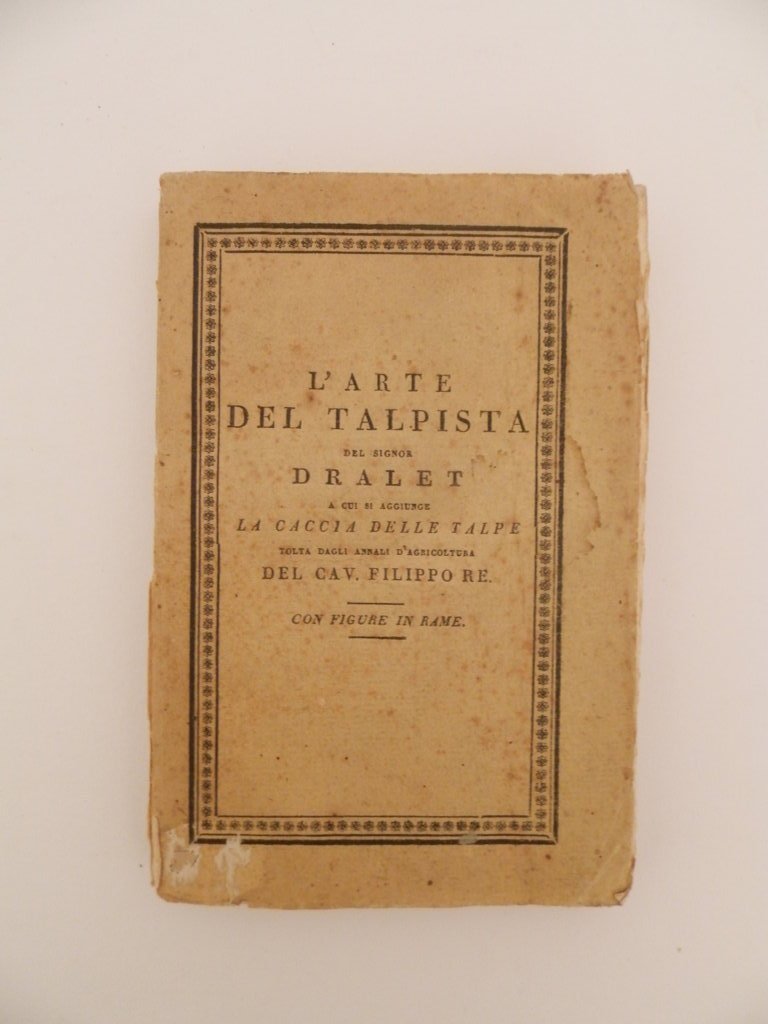 L'ARTE
DEL TALPISTA
DEL SIGNOR
DRALET
A CUI SI AGGIUNGE
LA CACCIA DELLE TALPE
TOLTA DAGLI ANNALI D'AGRICOLTURA
DEL CAV. FILIPPO RE.
CON FIGURE IN RAME.